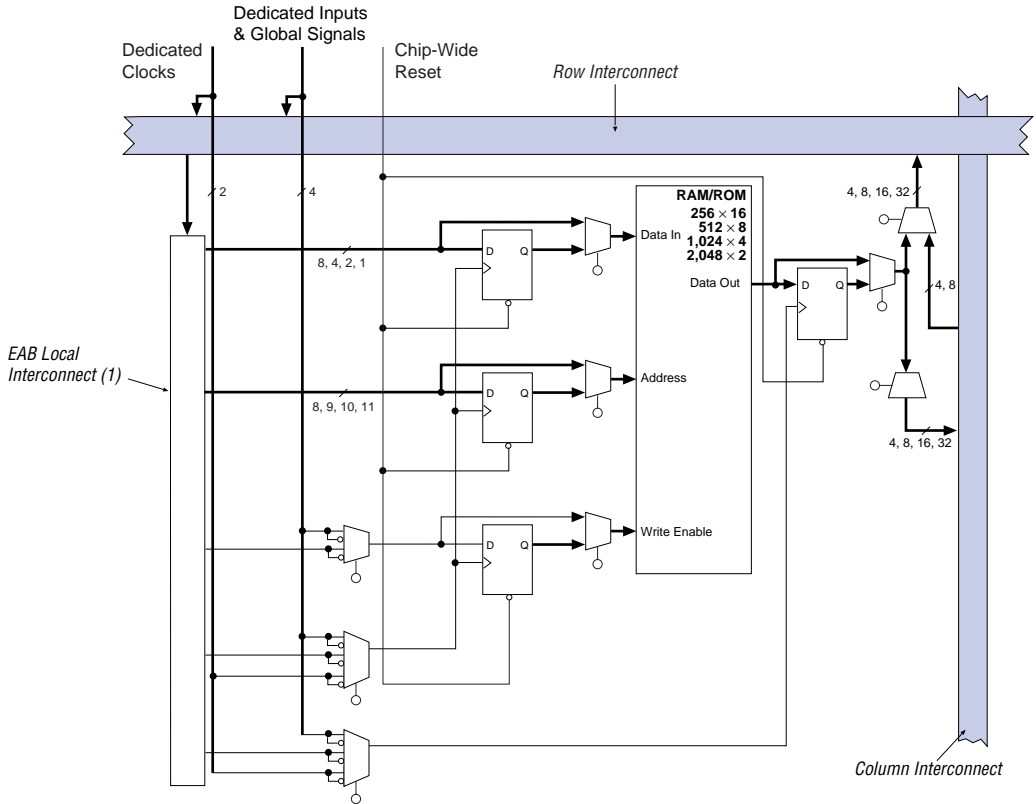 Dedicated Inputs
& Global Signals
Dedicated
Clocks
Chip-Wide
Reset
Row Interconnect
2
4
RAM/ROM
256 × 16
512 × 8
1,024 × 4
2,048 × 2
4, 8, 16, 32
Data In
D
Q
8, 4, 2, 1
Data Out
D
Q
4, 8
EAB Local
Interconnect (1)
Address
D
Q
8, 9, 10, 11
4, 8, 16, 32
Write Enable
D
Q
Column Interconnect